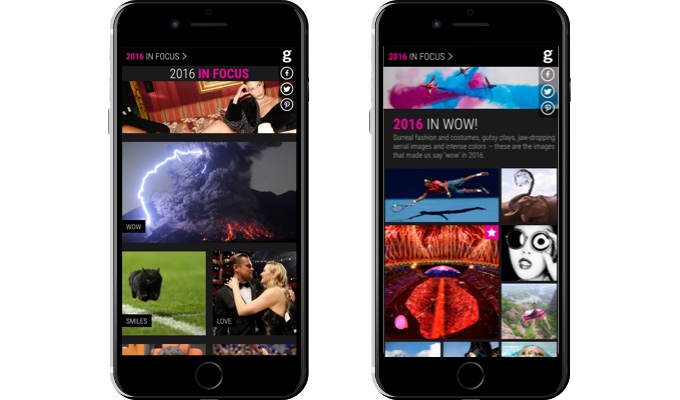 2016 IN FOCUS >
g
2016 IN FOCUS
WOW
SMILES
LOVE
2016 IN FOCUS >
g
2016 IN WOW!
Surreal fashion and costumes, gutsy plays, jaw-dropping
aerial images and intense colors — these are the images
that made us say 'wow' in 2016.